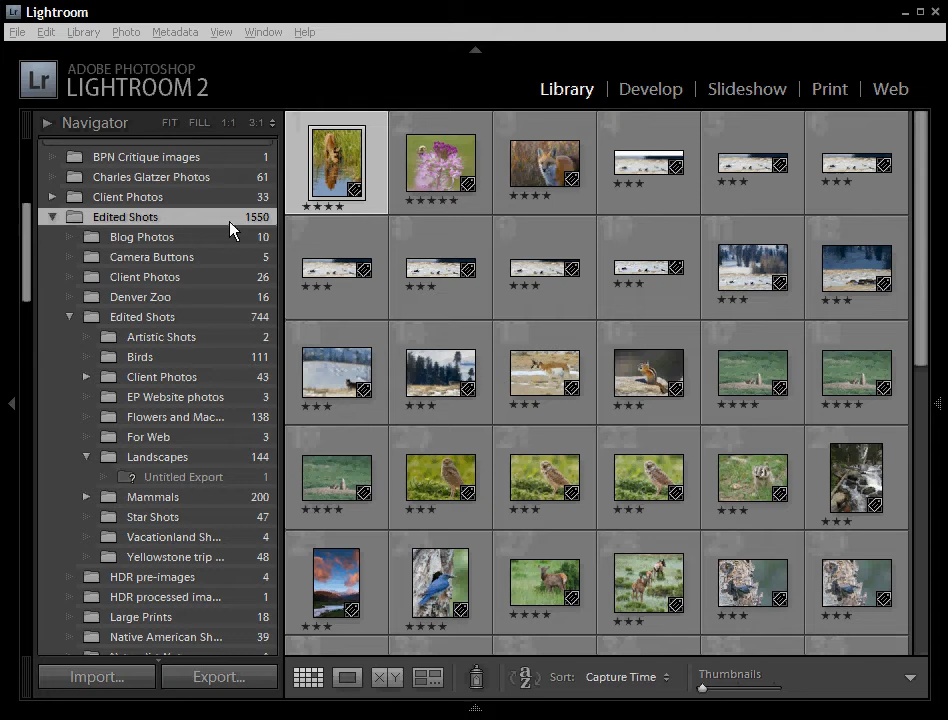 Lightroom
File Edit Library Photo Metadata View Window Help
Lr
ADOBE PHOTOSHOP
LIGHTROOM 2
Library | Develop | Slideshow | Print | Web
Navigator FIT FILL 1:1 3:1
BPN Critique images 1
Charles Glatzer Photos 61
Client Photos 33
Edited Shots 1550
Blog Photos 10
Camera Buttons 5
Client Photos 26
Denver Zoo 16
Edited Shots 744
Artistic Shots 2
Birds 111
Client Photos 43
EP Website photos 3
Flowers and Mac... 138
For Web 3
Landscapes 144
Untitled Export 1
Mammals 200
Star Shots 47
Vacationland Sh... 4
Yellowstone trip ... 48
HDR pre-images 4
HDR processed ima... 1
Large Prints 18
Native American Sh... 39
Import... Export...
XY
Sort: Capture Time
Thumbnails